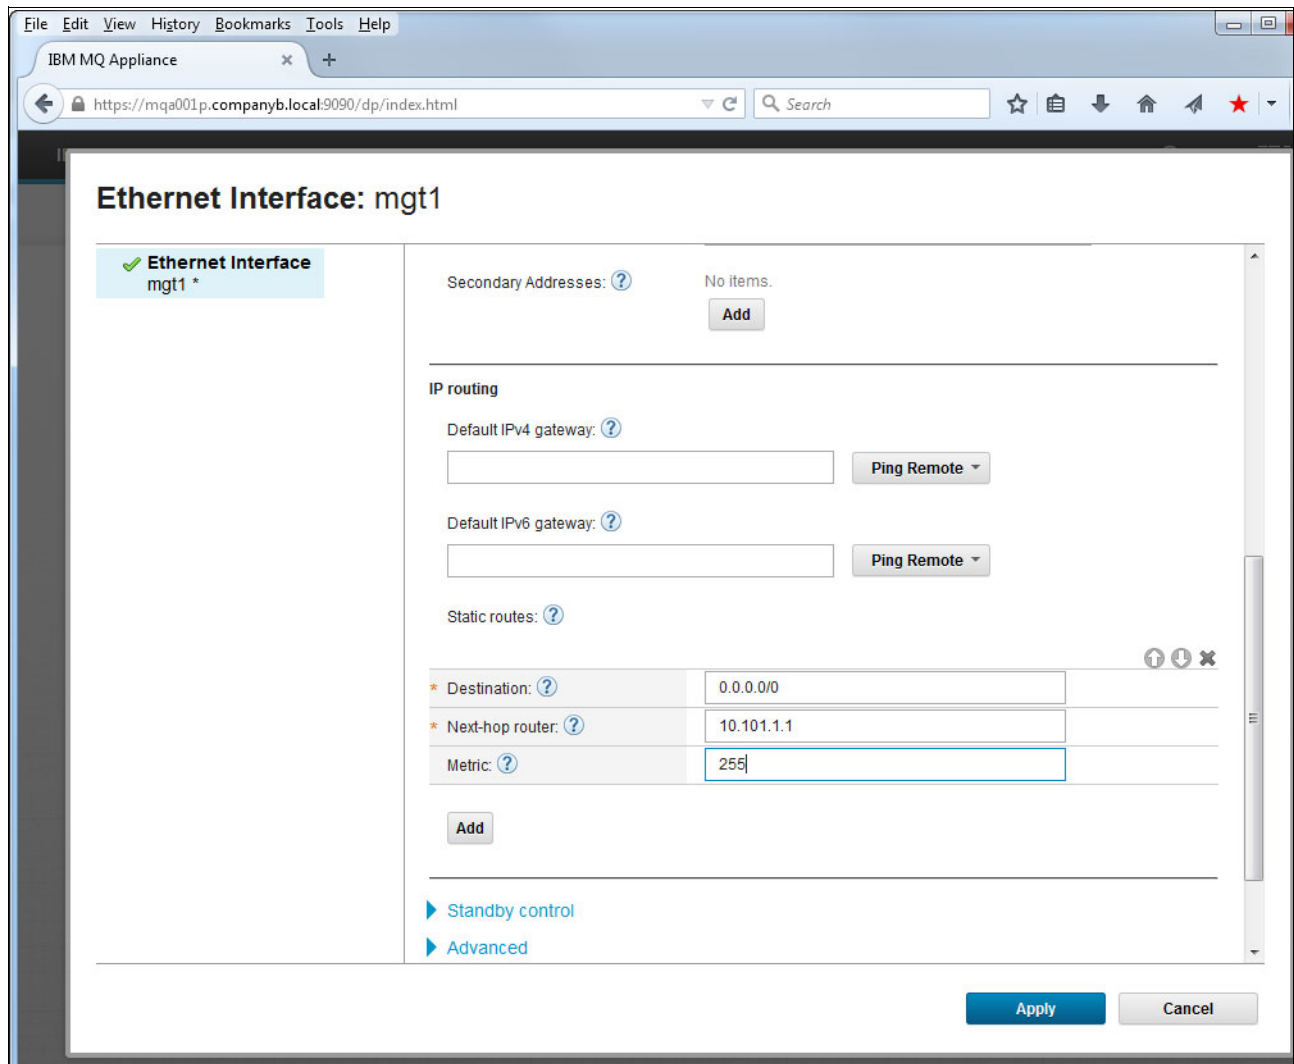 File Edit View History Bookmarks Tools Help
IBM MQ Appliance
https://mqa001p.companyb.local:9090/dp/index.html
Search
Ethernet Interface: mgt1
Ethernet Interface
mgt1 *
Secondary Addresses: ?
No items.
Add
IP routing
Default IPv4 gateway: ?
Ping Remote
Default IPv6 gateway: ?
Ping Remote
Static routes: ?
* Destination: ? 0.0.0.0/0
* Next-hop router: ? 10.101.1.1
Metric: ? 255
Add
Standby control
Advanced
Apply Cancel